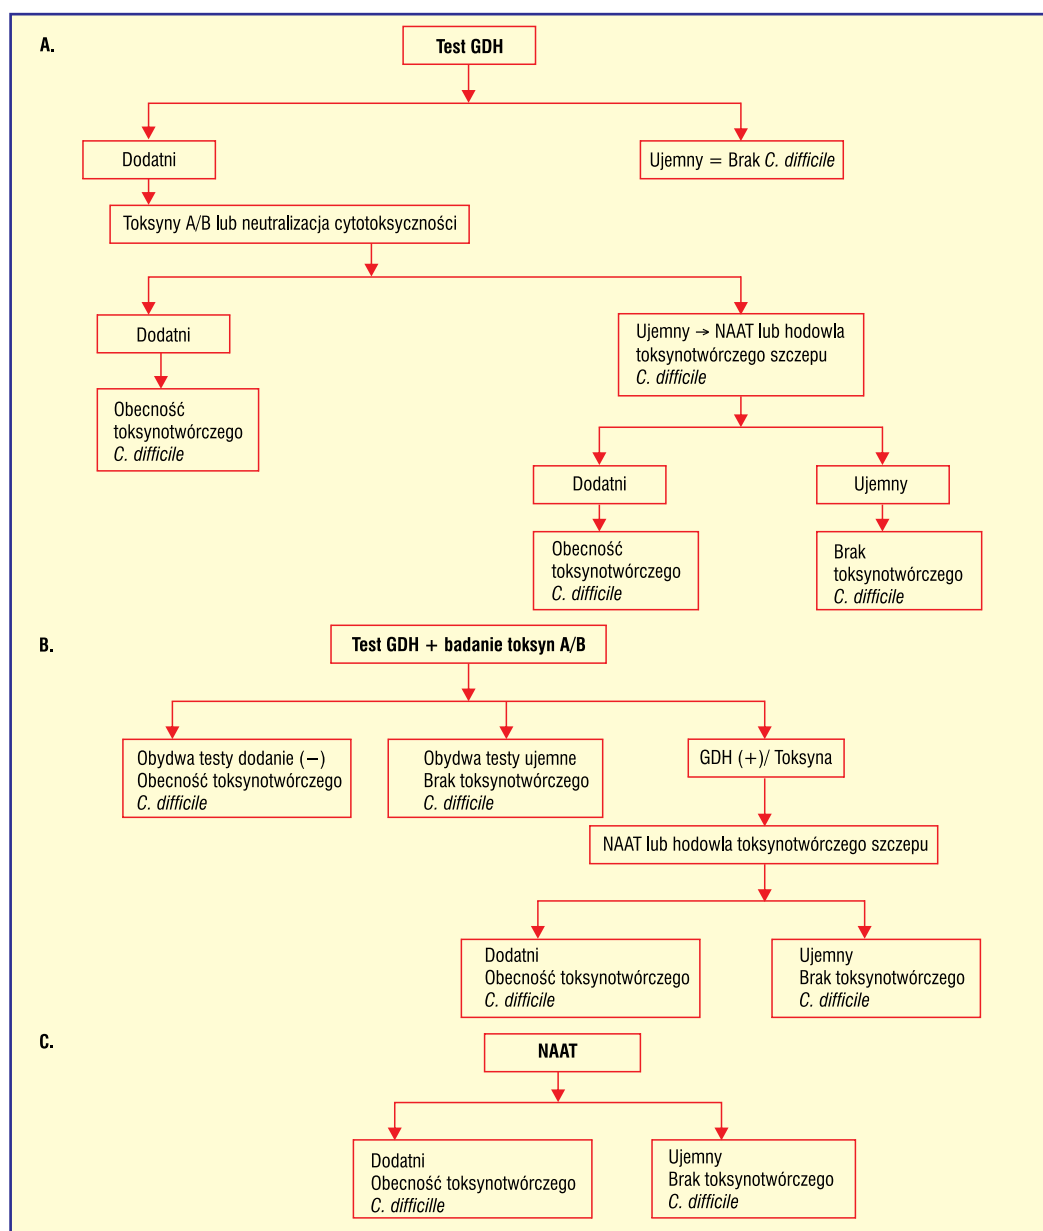 A.
Test GDH
Dodatni
Ujemny = Brak C. difficile
Toksyny A/B lub neutralizacja cytotoksyczności
Dodatni
Ujemny → NAAT lub hodowla
toksynotwórczego szczepu
C. difficile
Obecność
toksynotwórczego
C. difficile
Dodatni
Ujemny
Obecność
toksynotwórczego
C. difficile
Brak
toksynotwórczego
C. difficile
B.
Test GDH + badanie toksyn A/B
Obydwa testy dodanie (−)
Obecność toksynotwórczego
C. difficile
Obydwa testy ujemne
Brak toksynotwórczego
C. difficile
GDH (+)/ Toksyna
NAAT lub hodowla toksynotwórczego szczepu
Dodatni
Obecność toksynotwórczego
C. difficile
Ujemny
Brak toksynotwórczego
C. difficile
C.
NAAT
Dodatni
Obecność toksynotwórczego
C. difficille
Ujemny
Brak toksynotwórczego
C. difficile